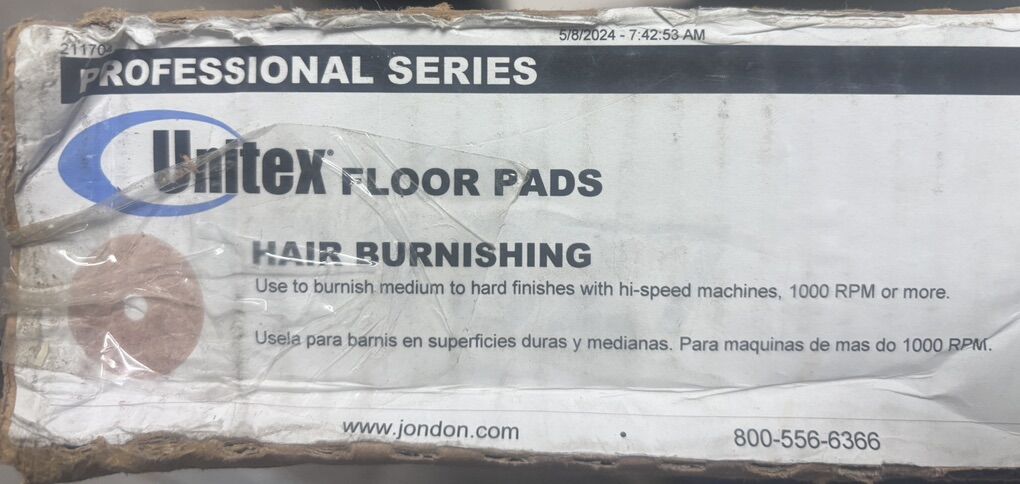 5/8/2024 - 7:42:53 AM
PROFESSIONAL SERIES
Unitex® FLOOR PADS
HAIR BURNISHING
Use to burnish medium to hard finishes with hi-speed machines, 1000 RPM or more.
Usela para barnis en superficies duras y medianas. Para maquinas de mas do 1000 RPM.
www.jondon.com • 800-556-6366